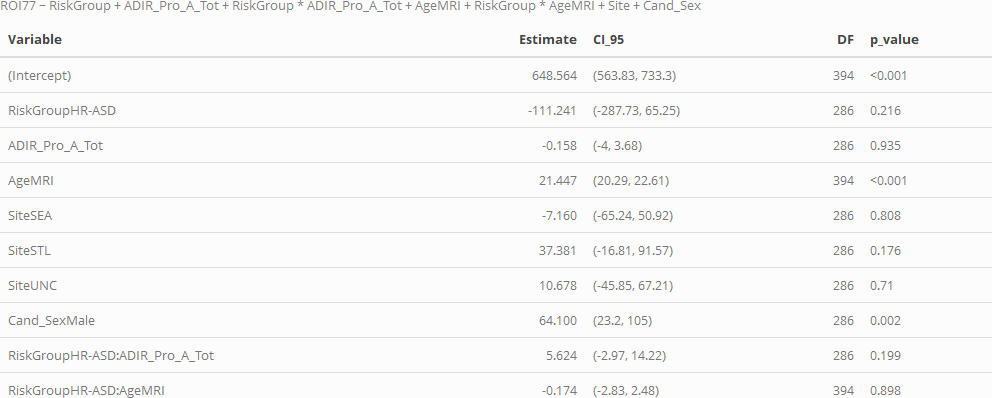 ROI77 ~ RiskGroup + ADIR_Pro_A_Tot + RiskGroup * ADIR_Pro_A_Tot + AgeMRI + RiskGroup * AgeMRI + Site + Cand_Sex
Variable Estimate CI_95 DF p_value
(Intercept) 648.564 (563.83, 733.3) 394 <0.001
RiskGroupHR-ASD -111.241 (-287.73, 65.25) 286 0.216
ADIR_Pro_A_Tot -0.158 (-4, 3.68) 286 0.935
AgeMRI 21.447 (20.29, 22.61) 394 <0.001
SiteSEA -7.160 (-65.24, 50.92) 286 0.808
SiteSTL 37.381 (-16.81, 91.57) 286 0.176
SiteUNC 10.678 (-45.85, 67.21) 286 0.71
Cand_SexMale 64.100 (23.2, 105) 286 0.002
RiskGroupHR-ASD:ADIR_Pro_A_Tot 5.624 (-2.97, 14.22) 286 0.199
RiskGroupHR-ASD:AgeMRI -0.174 (-2.83, 2.48) 394 0.898